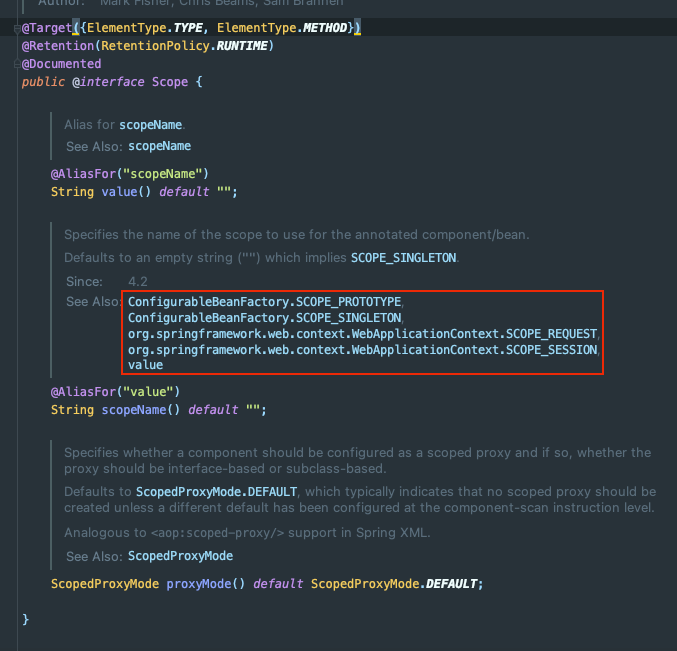 Author: Mark Fisher, Chris Beams, Sam Brannen
@Target({ElementType.TYPE, ElementType.METHOD})
@Retention(RetentionPolicy.RUNTIME)
@Documented
public @interface Scope {
Alias for scopeName.
See Also: scopeName
@AliasFor("scopeName")
String value() default "";
Specifies the name of the scope to use for the annotated component/bean.
Defaults to an empty string ("") which implies SCOPE_SINGLETON.
Since: 4.2
See Also: ConfigurableBeanFactory.SCOPE_PROTOTYPE,
ConfigurableBeanFactory.SCOPE_SINGLETON,
org.springframework.web.context.WebApplicationContext.SCOPE_REQUEST,
org.springframework.web.context.WebApplicationContext.SCOPE_SESSION,
value
@AliasFor("value")
String scopeName() default "";
Specifies whether a component should be configured as a scoped proxy and if so, whether the
proxy should be interface-based or subclass-based.
Defaults to ScopedProxyMode.DEFAULT, which typically indicates that no scoped proxy should be
created unless a different default has been configured at the component-scan instruction level.
Analogous to <aop:scoped-proxy/> support in Spring XML.
See Also: ScopedProxyMode
ScopedProxyMode proxyMode() default ScopedProxyMode.DEFAULT;
}